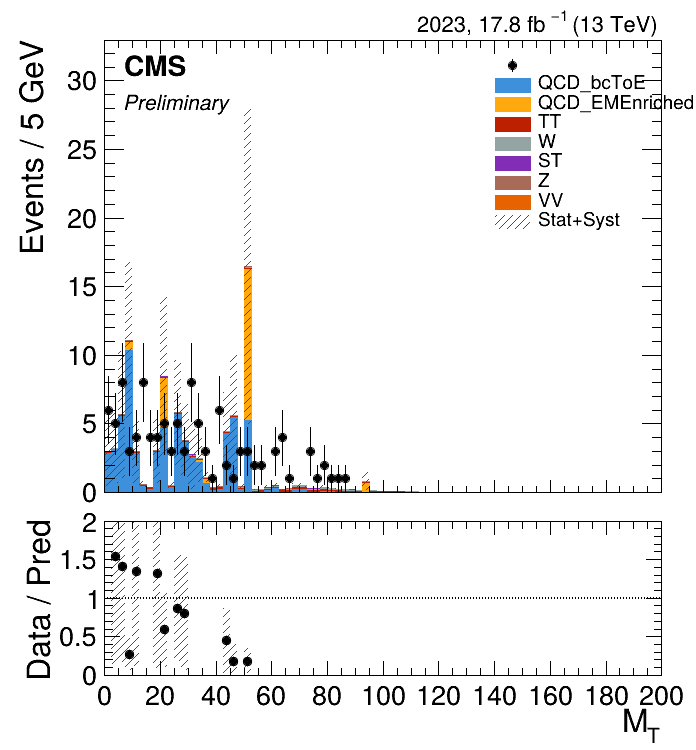 2023, 17.8 fb⁻¹ (13 TeV)
CMS
Preliminary
QCD_bcToE
QCD_EMEnriched
TT
W
ST
Z
VV
Stat+Syst
Events / 5 GeV
30
25
20
15
10
5
0
Data / Pred
2
1.5
1
0.5
0
0 20 40 60 80 100 120 140 160 180 200
M_T